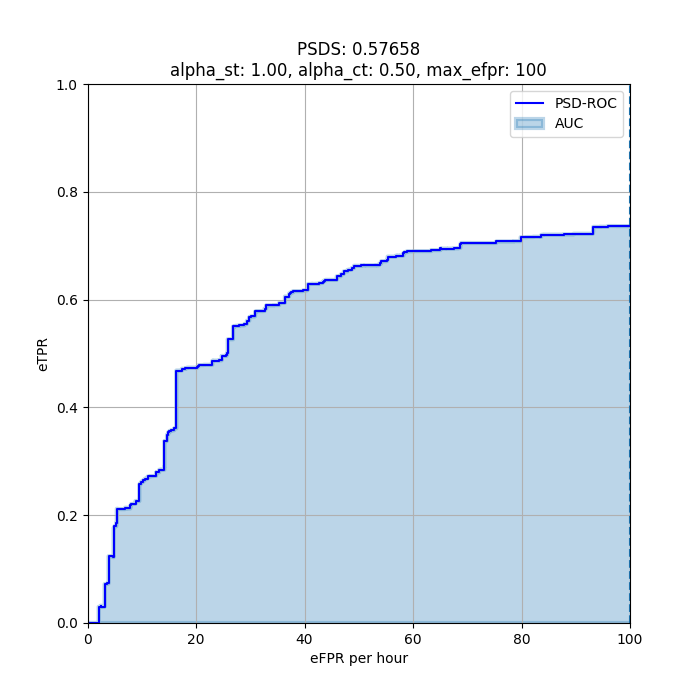 PSDS: 0.57658
alpha_st: 1.00, alpha_ct: 0.50, max_efpr: 100
1.0
PSD-ROC
AUC
0.8
0.6
eTPR
0.4
0.2
0.0
0 20 40 60 80 100
eFPR per hour